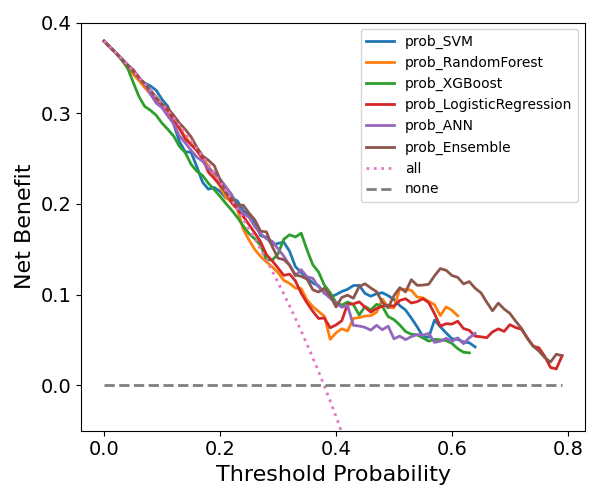 0.4
0.3
0.2
0.1
0.0
Net Benefit
prob_SVM
prob_RandomForest
prob_XGBoost
prob_LogisticRegression
prob_ANN
prob_Ensemble
all
none
0.0 0.2 0.4 0.6 0.8
Threshold Probability